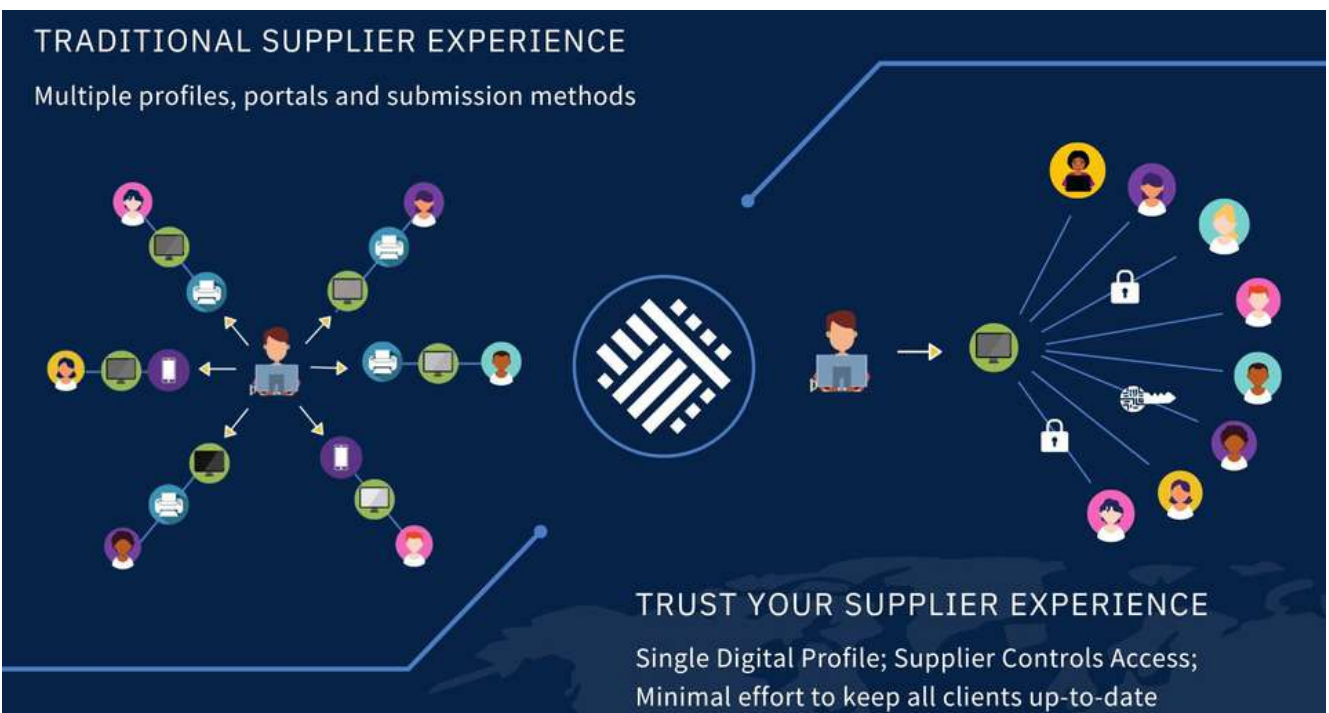 TRADITIONAL SUPPLIER EXPERIENCE
Multiple profiles, portals and submission methods
TRUST YOUR SUPPLIER EXPERIENCE
Single Digital Profile; Supplier Controls Access;
Minimal effort to keep all clients up-to-date